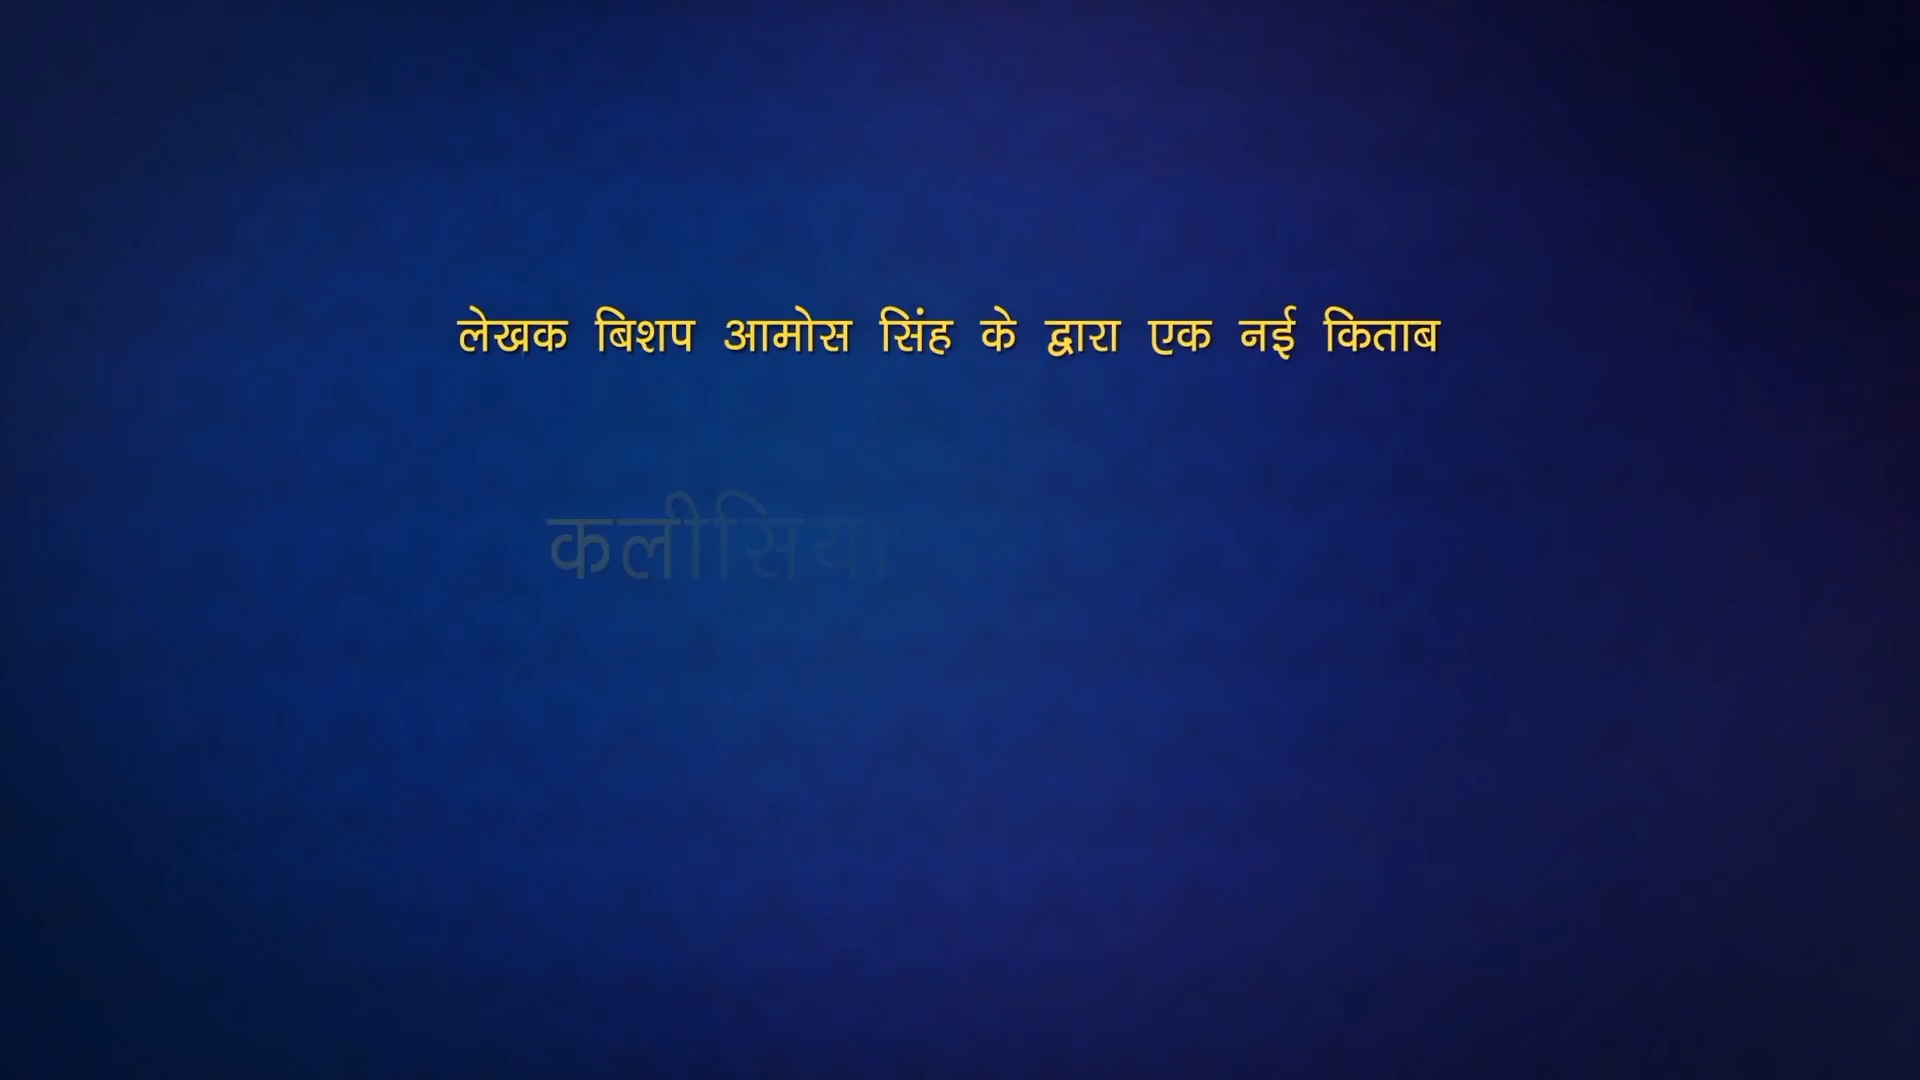 लेखक बिशप आमोस सिंह के द्वारा एक नई किताब
कलीसिया